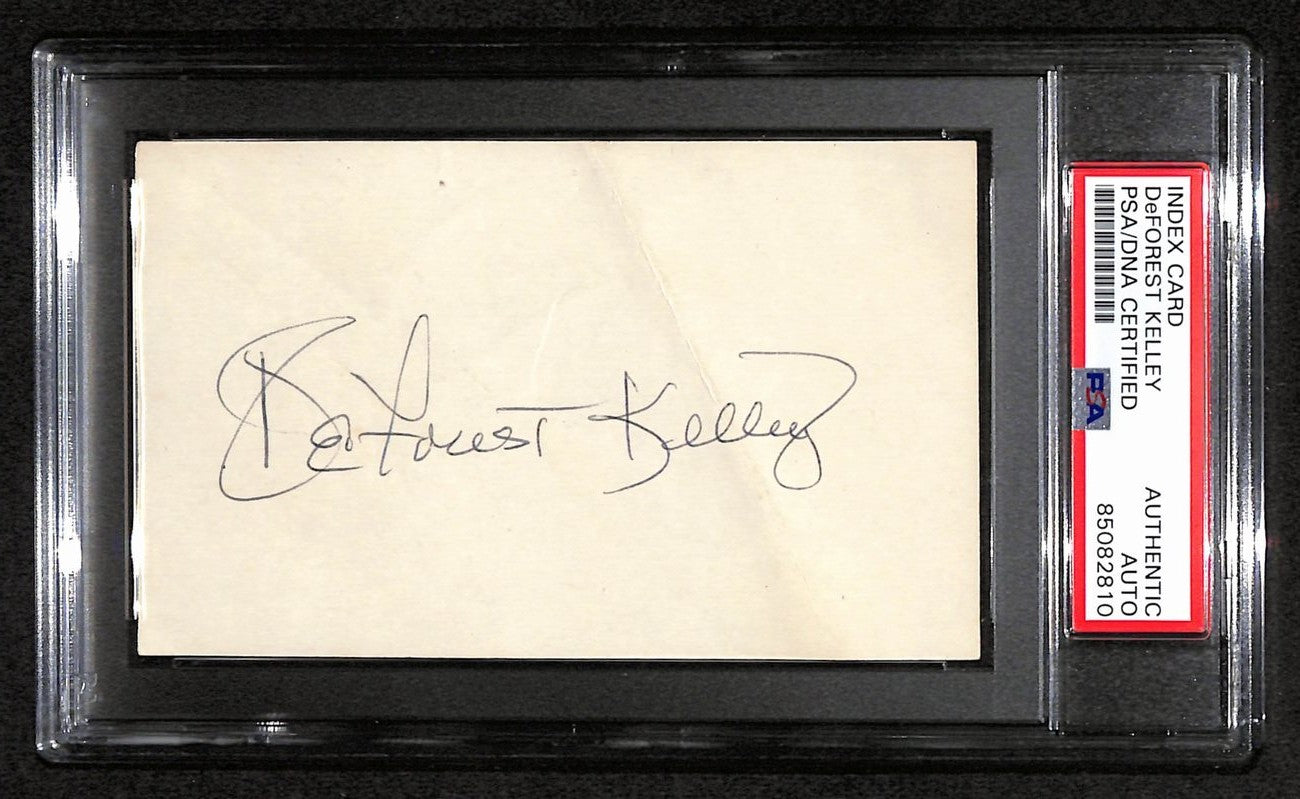 DeForest Kelley
INDEX CARD
DeFOREST KELLEY
PSA/DNA CERTIFIED
PSA
AUTHENTIC
AUTO
85082810